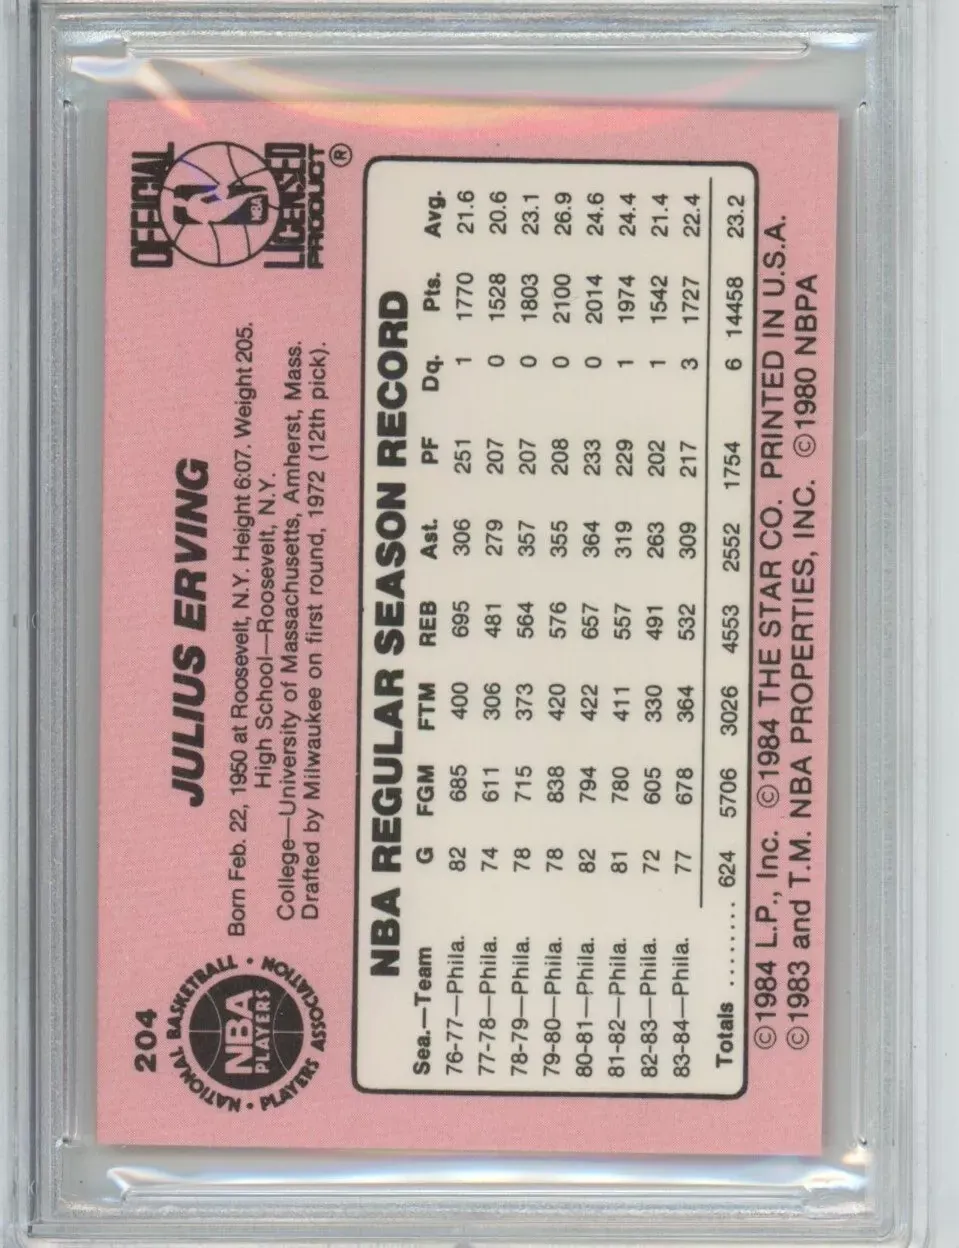 204
NATIONAL BASKETBALL
NBA
PLAYERS
PLAYERS ASSOCIATION
JULIUS ERVING
Born Feb. 22, 1950 at Roosevelt, N.Y. Height 6:07. Weight 205.
High School—Roosevelt, N.Y.
College—University of Massachusetts, Amherst, Mass.
Drafted by Milwaukee on first round, 1972 (12th pick).
OFFICIAL
NBA
LICENSED
PRODUCT ®
NBA REGULAR SEASON RECORD
Sea.—Team G FGM FTM REB Ast. PF Dq. Pts. Avg.
76-77—Phila. 82 685 400 695 306 251 1 1770 21.6
77-78—Phila. 74 611 306 481 279 207 0 1528 20.6
78-79—Phila. 78 715 373 564 357 207 0 1803 23.1
79-80—Phila. 78 838 420 576 355 208 0 2100 26.9
80-81—Phila. 82 794 422 657 364 233 0 2014 24.6
81-82—Phila. 81 780 411 557 319 229 1 1974 24.4
82-83—Phila. 72 605 330 491 263 202 1 1542 21.4
83-84—Phila. 77 678 364 532 309 217 3 1727 22.4
Totals ........ 624 5706 3026 4553 2552 1754 6 14458 23.2
©1984 L.P., Inc. ©1984 THE STAR CO. PRINTED IN U.S.A.
©1983 and T.M. NBA PROPERTIES, INC. ©1980 NBPA